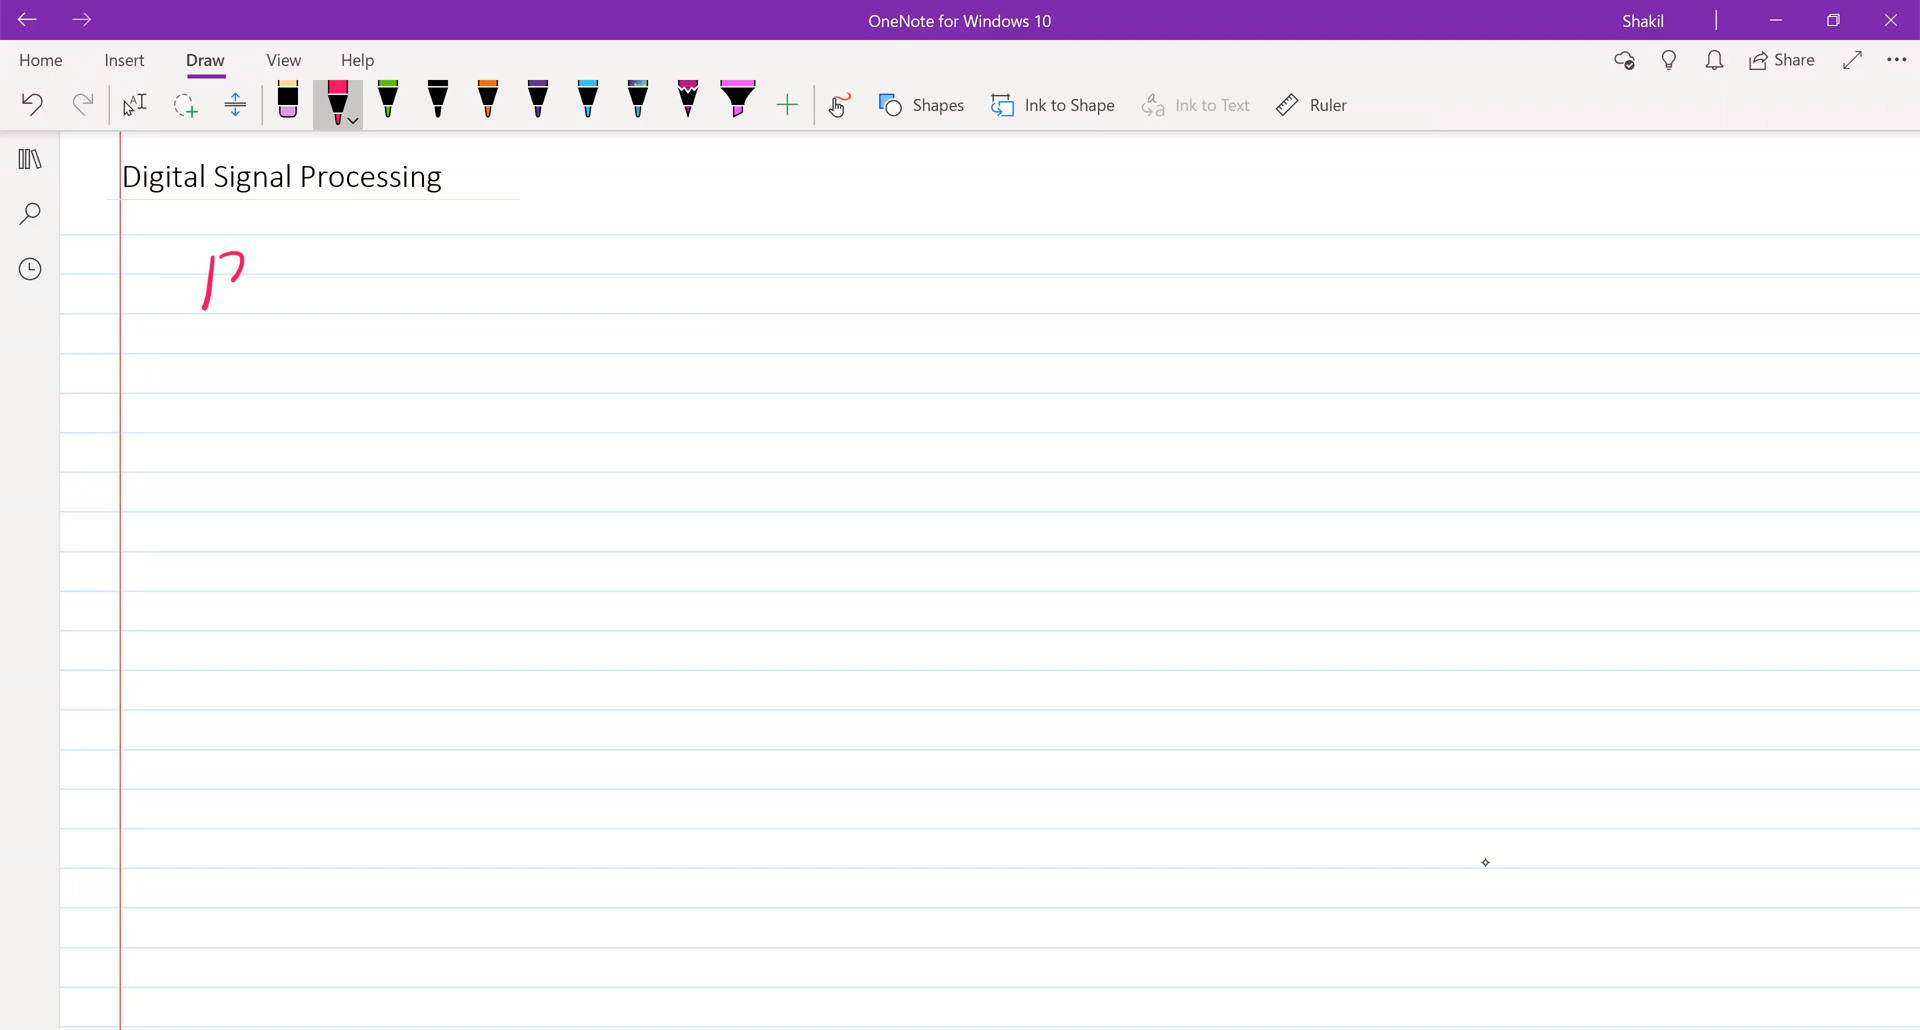 OneNote for Windows 10
Shakil
Home Insert Draw View Help
Share
Shapes Ink to Shape Ink to Text Ruler
Digital Signal Processing